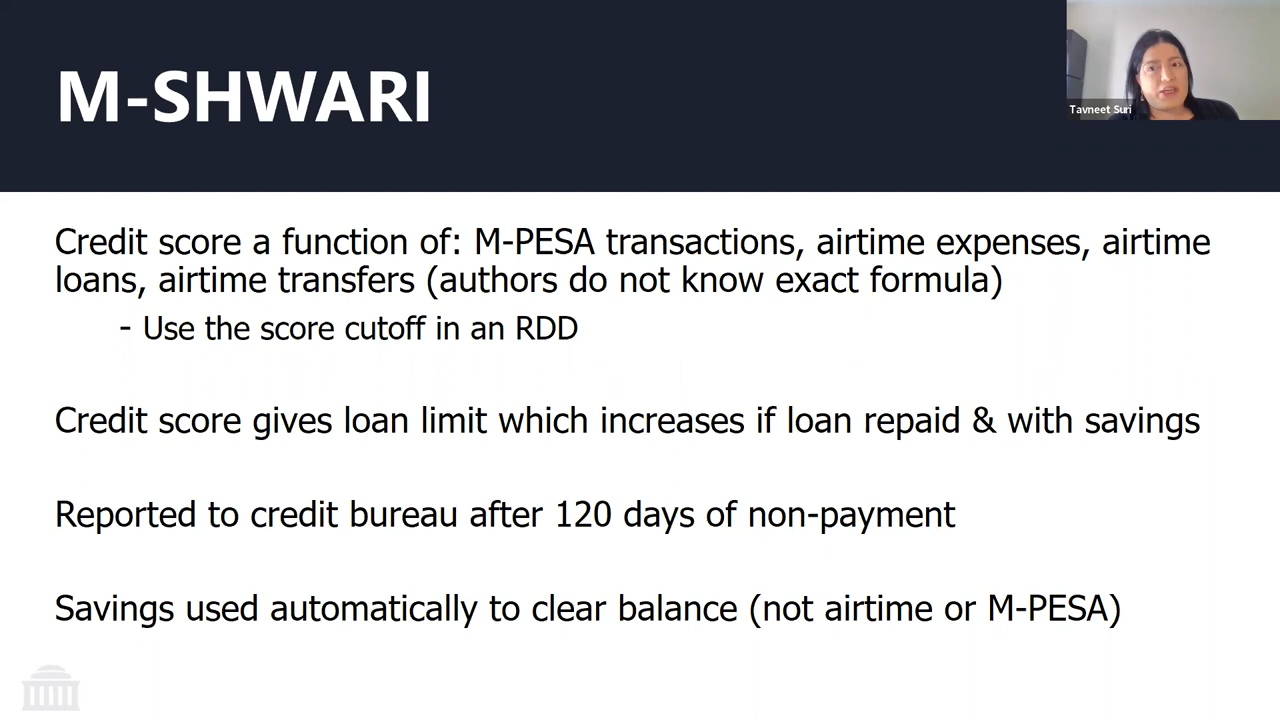 M-SHWARI
Tavneet Suri
Credit score a function of: M-PESA transactions, airtime expenses, airtime
loans, airtime transfers (authors do not know exact formula)
- Use the score cutoff in an RDD
Credit score gives loan limit which increases if loan repaid & with savings
Reported to credit bureau after 120 days of non-payment
Savings used automatically to clear balance (not airtime or M-PESA)